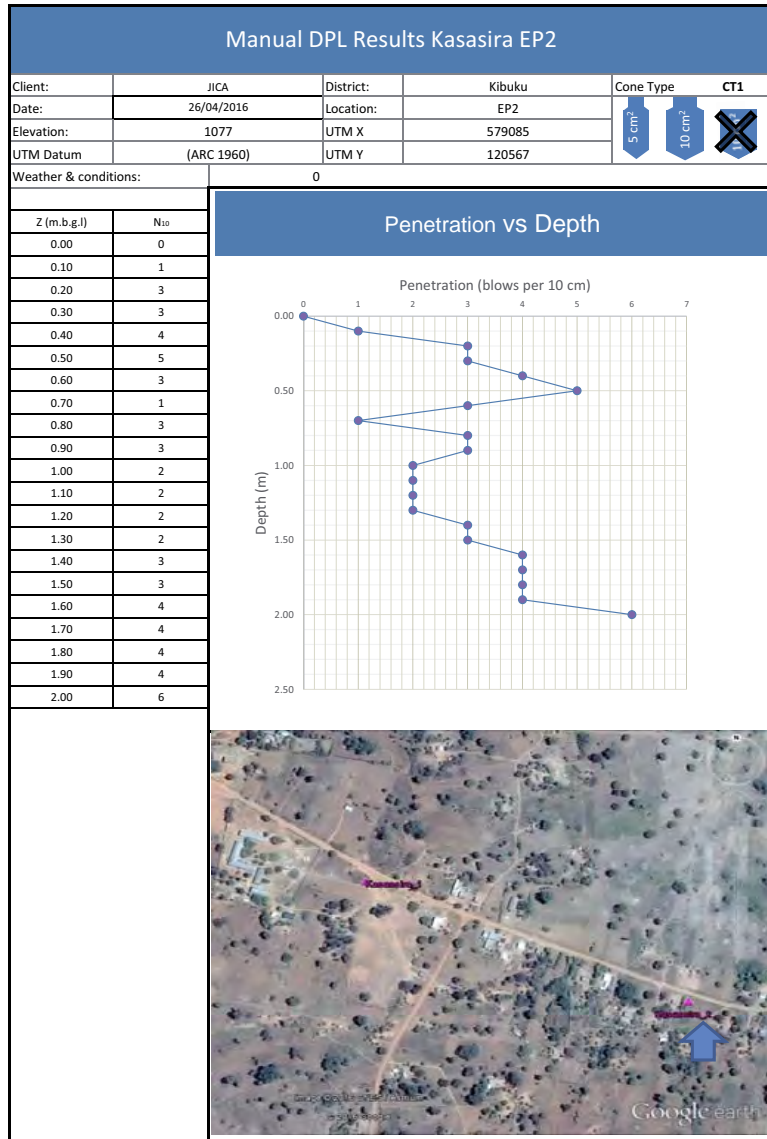 Manual DPL Results Kasasira EP2
Client: JICA District: Kibuku Cone Type CT1
Date: 26/04/2016 Location: EP2
Elevation: 1077 UTM X 579085
UTM Datum (ARC 1960) UTM Y 120567
5 cm²
10 cm²
Weather & conditions: 0
Z (m.b.g.l) N10
0.00 0
0.10 1
0.20 3
0.30 3
0.40 4
0.50 5
0.60 3
0.70 1
0.80 3
0.90 3
1.00 2
1.10 2
1.20 2
1.30 2
1.40 3
1.50 3
1.60 4
1.70 4
1.80 4
1.90 4
2.00 6
Penetration vs Depth
Penetration (blows per 10 cm)
0 1 2 3 4 5 6 7
0.00
0.50
1.00
1.50
2.00
2.50
Depth (m)
Kasasira_1
Kasasira_2
Google earth